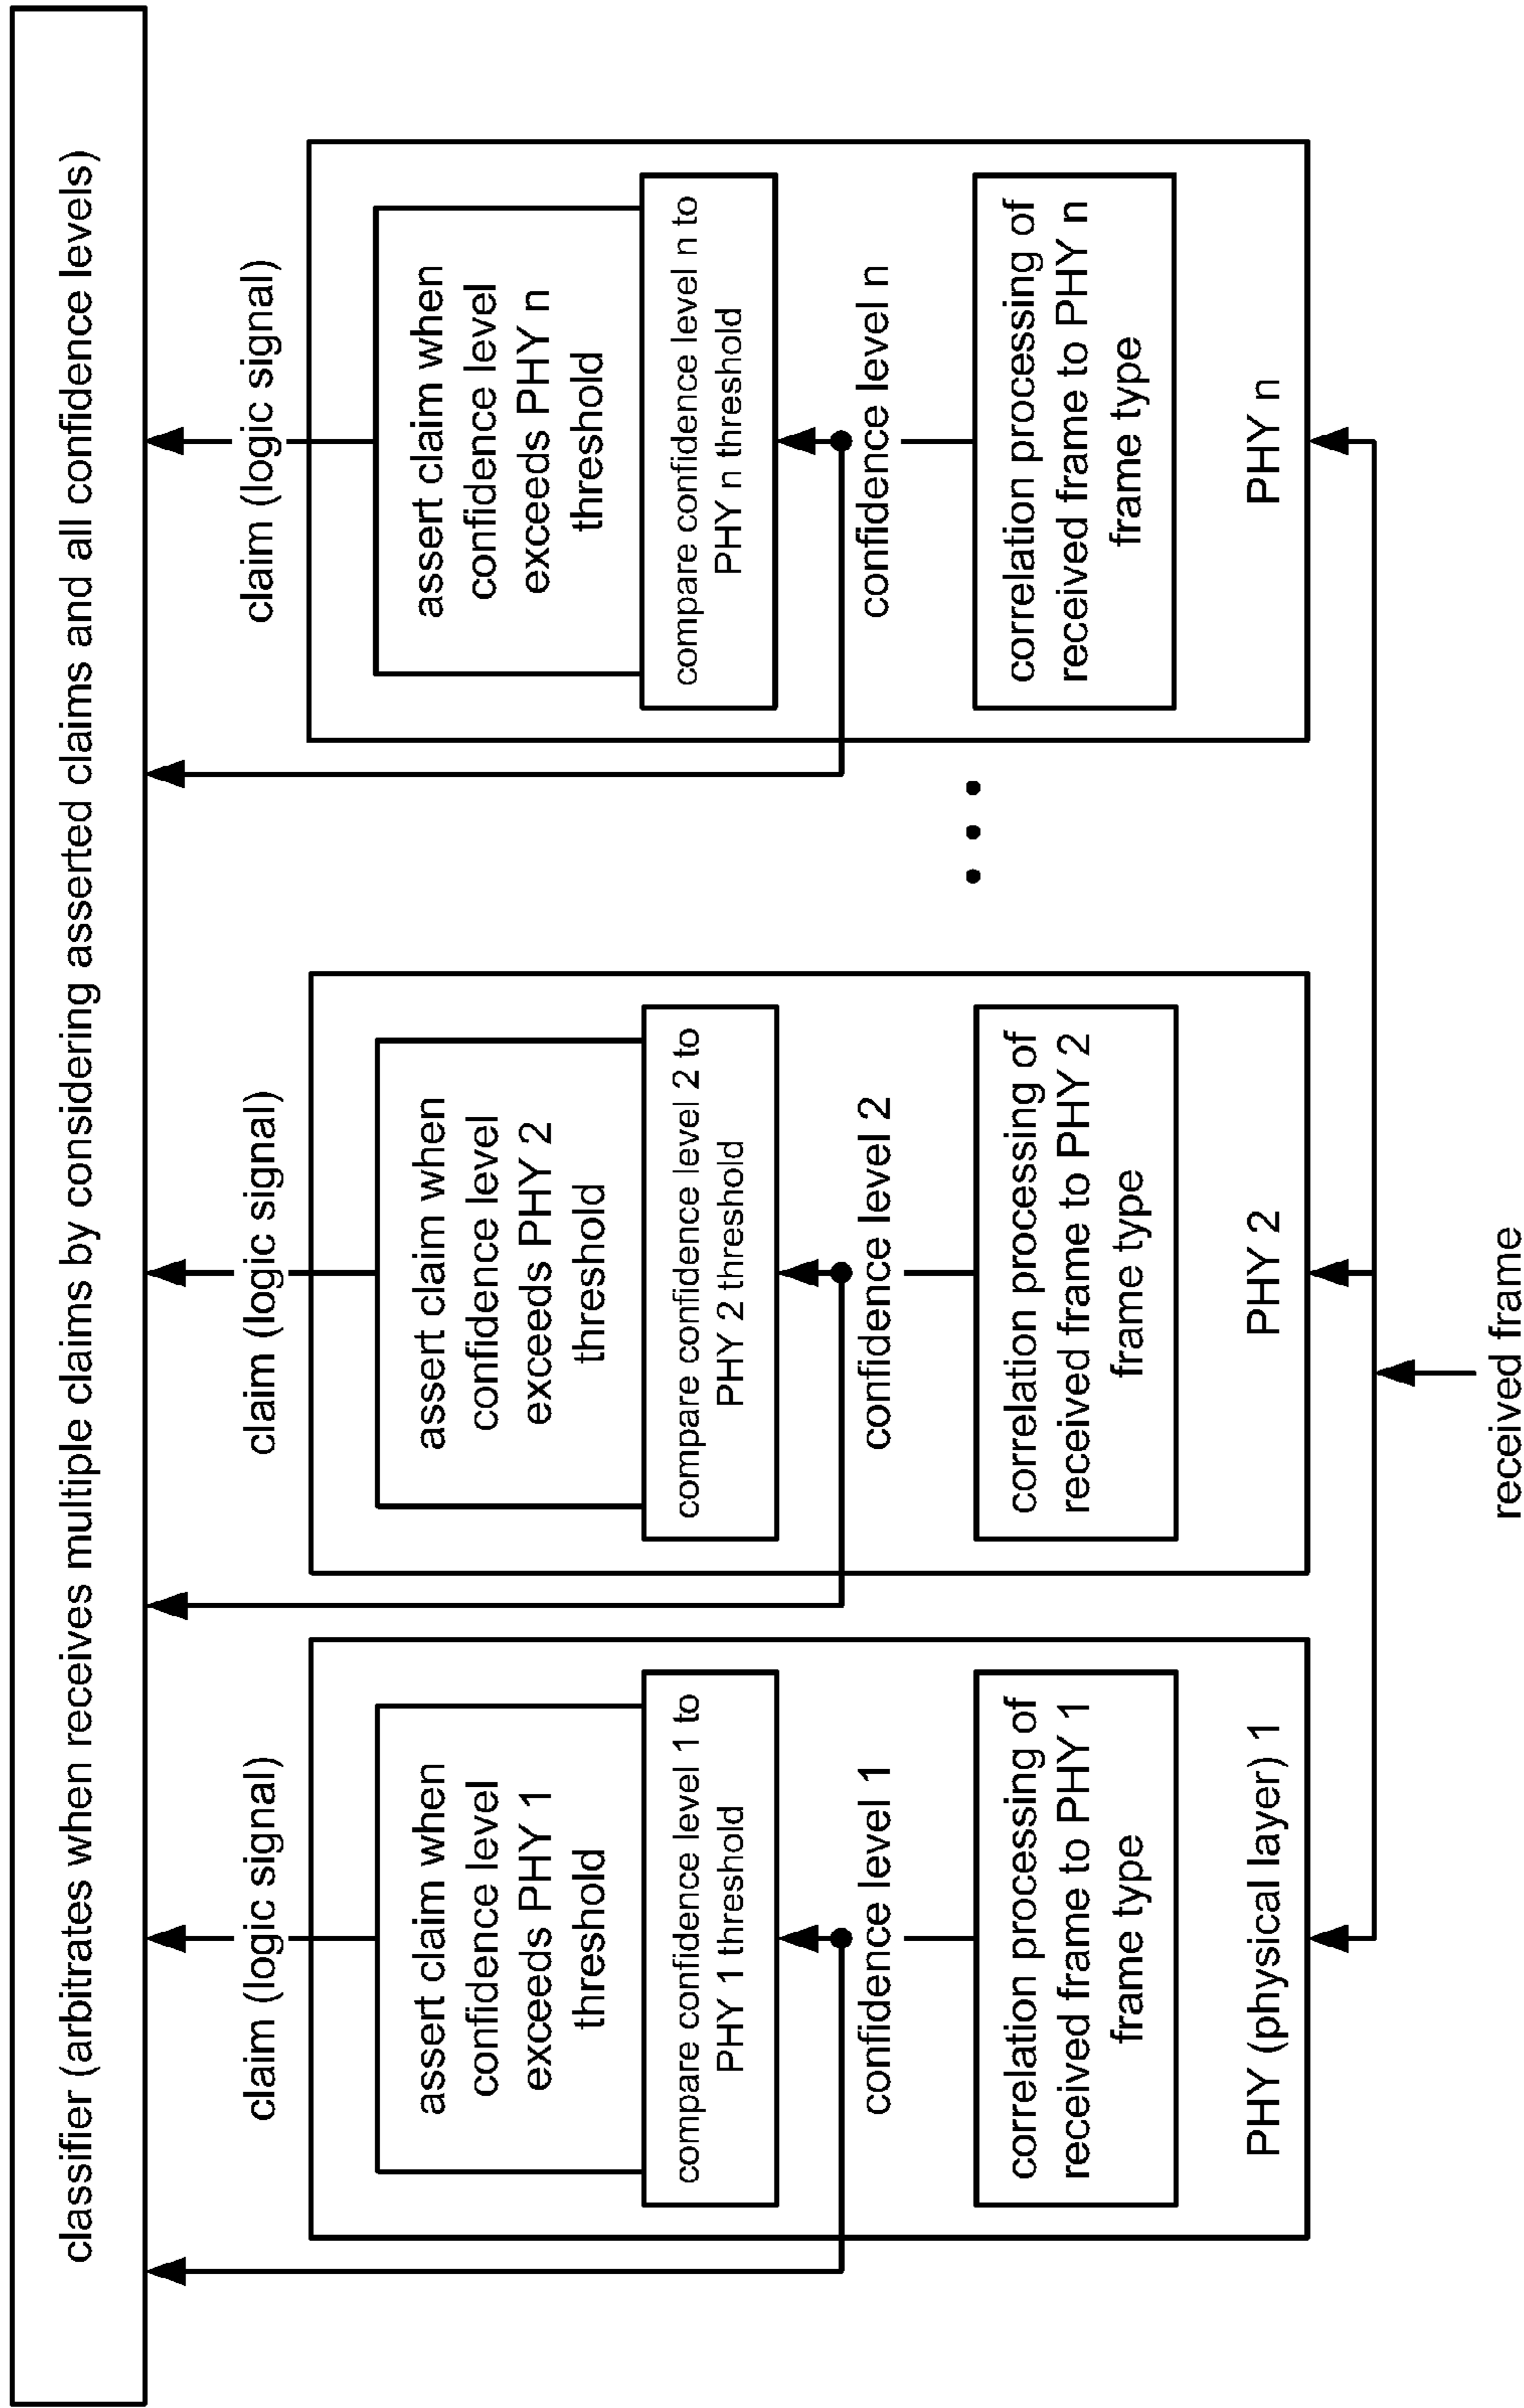 classifier (arbitrates when receives multiple claims by considering asserted claims and all confidence levels)
claim (logic signal)
assert claim when
confidence level
exceeds PHY 1
threshold
compare confidence level 1 to
PHY 1 threshold
confidence level 1
correlation processing of
received frame to PHY 1
frame type
PHY (physical layer) 1
claim (logic signal)
assert claim when
confidence level
exceeds PHY 2
threshold
compare confidence level 2 to
PHY 2 threshold
confidence level 2
correlation processing of
received frame to PHY 2
frame type
PHY 2
claim (logic signal)
assert claim when
confidence level
exceeds PHY n
threshold
compare confidence level n to
PHY n threshold
confidence level n
correlation processing of
received frame to PHY n
frame type
PHY n
received frame